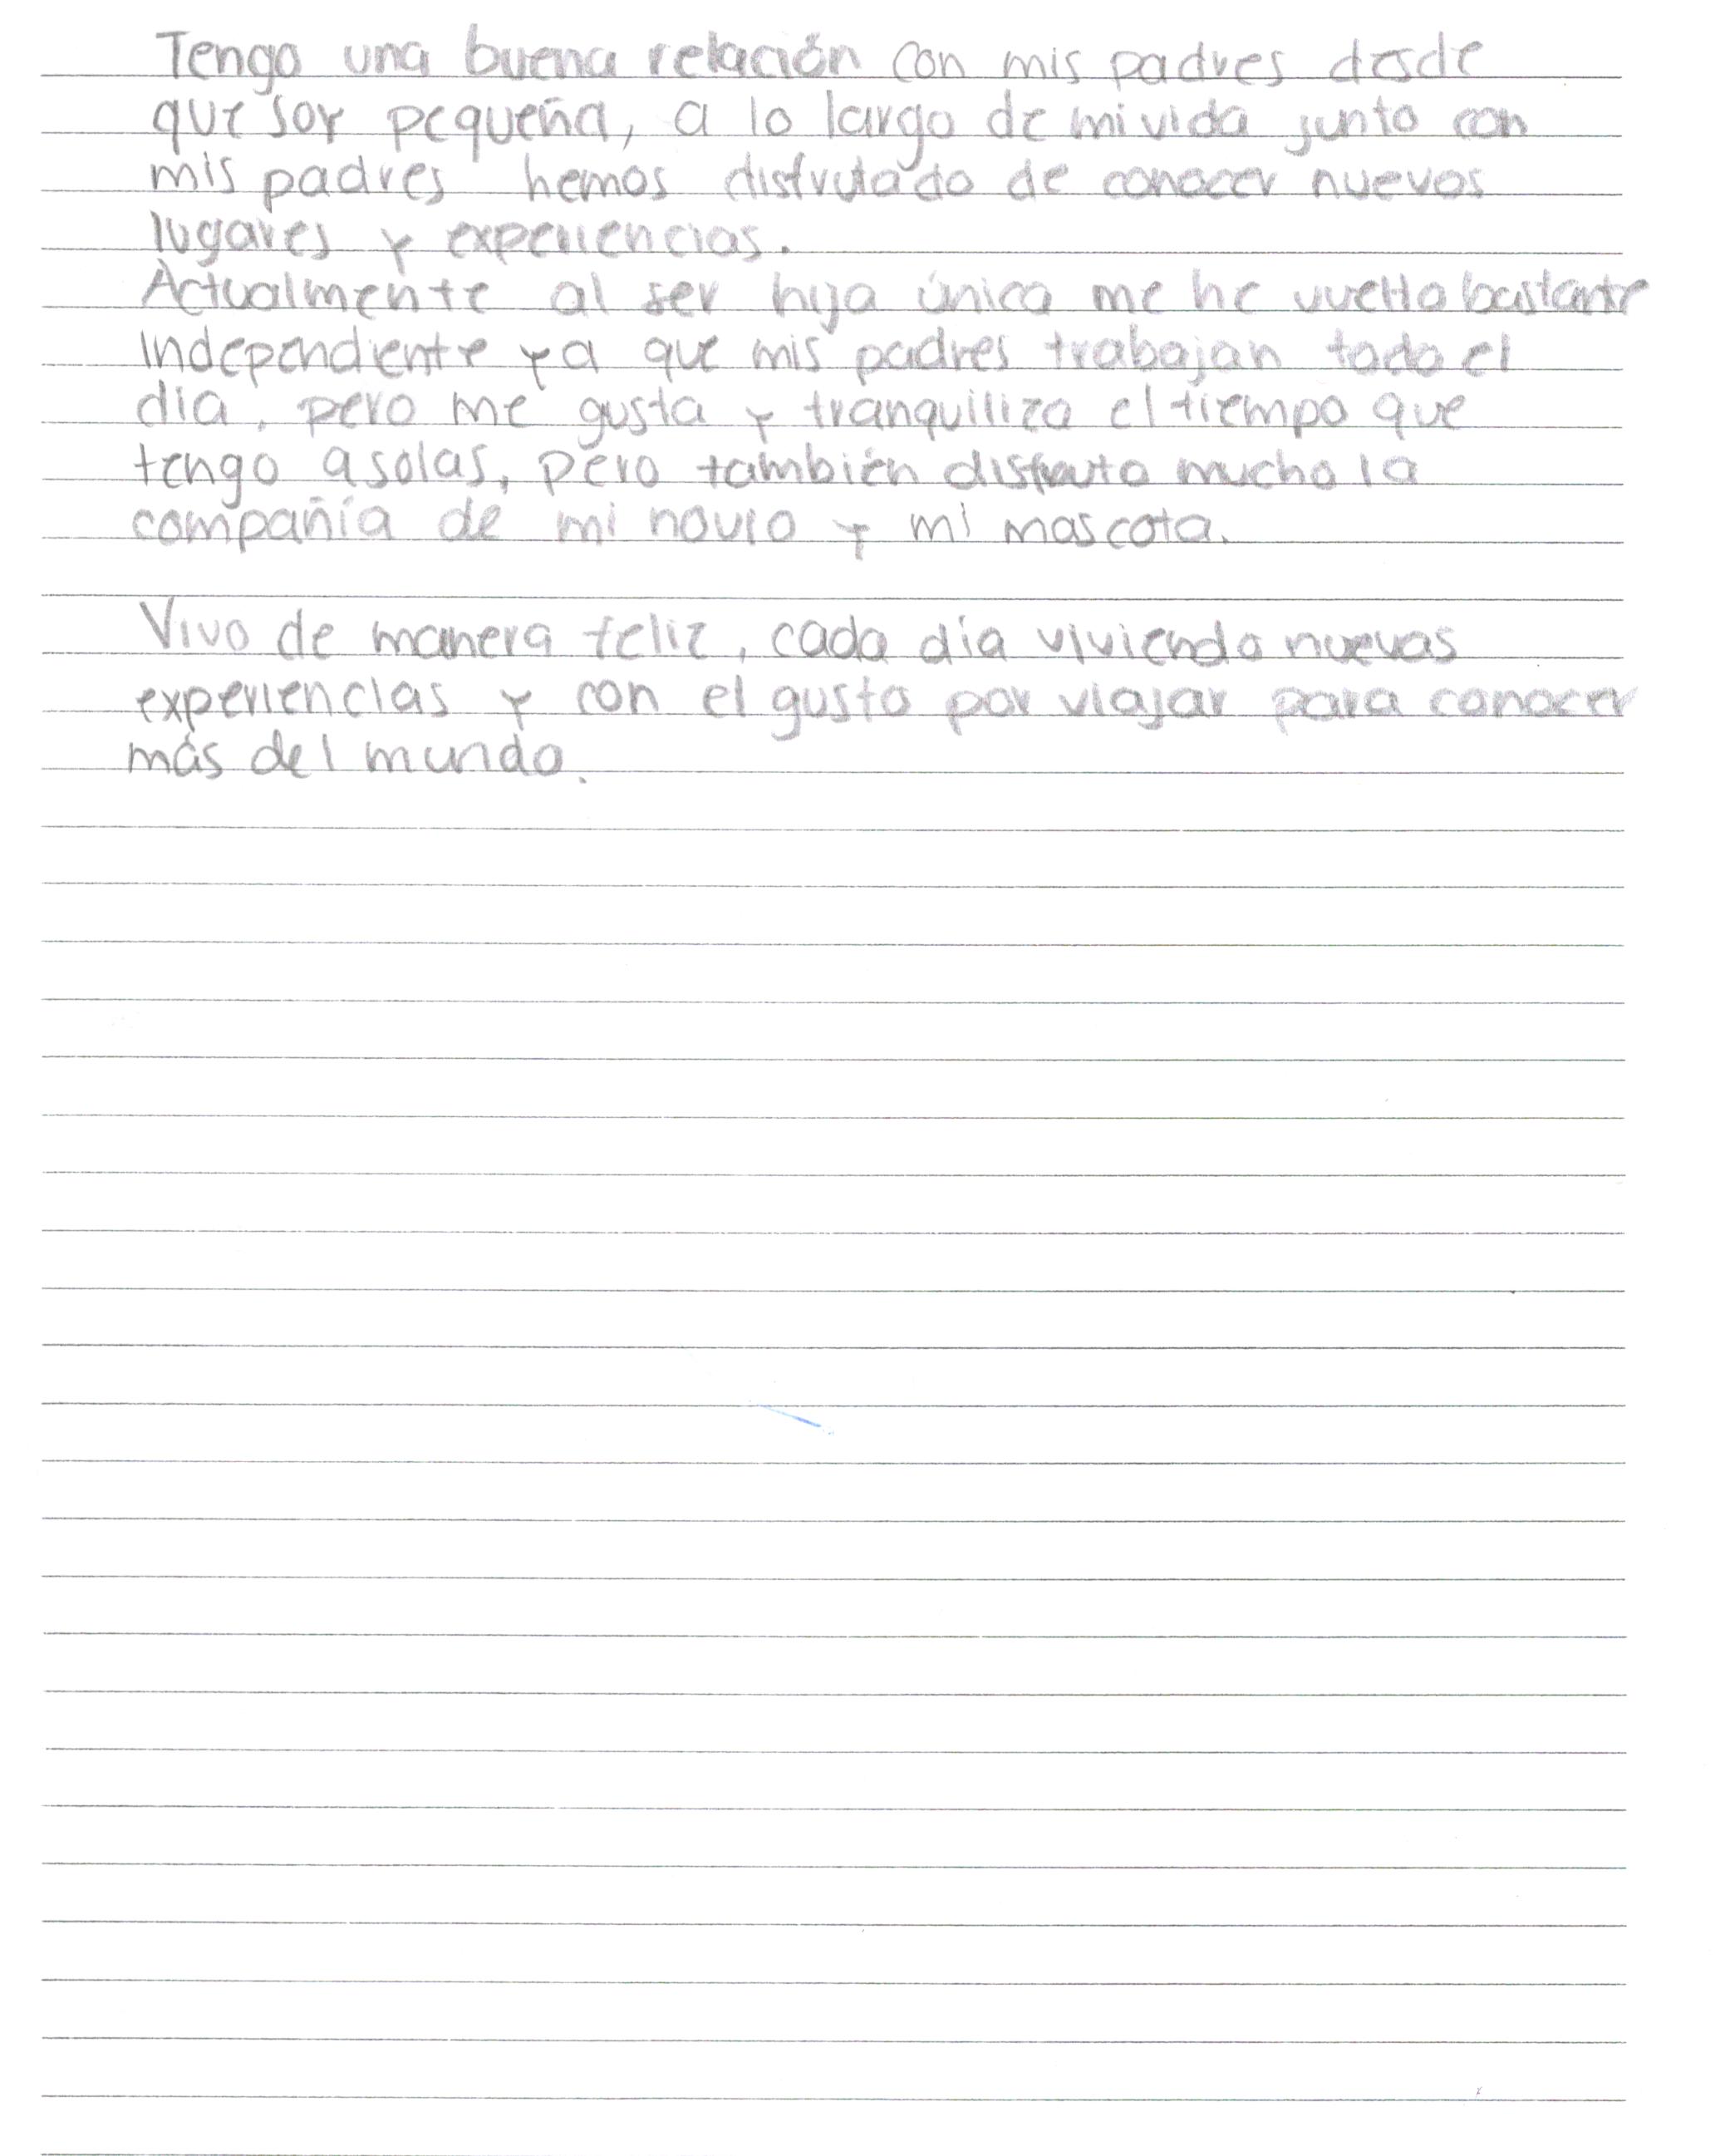 Tengo una buena relación con mis padres desde
que soy pequeña, a lo largo de mi vida junto con
mis padres hemos disfrutado de conocer nuevos
lugares y experiencias.
Actualmente al ser hija única me he vuelto bastante
independiente ya que mis padres trabajan todo el
día, pero me gusta y tranquiliza el tiempo que
tengo a solas, pero también disfruto mucho la
compañía de mi novio y mi mascota.
Vivo de manera feliz, cada día viviendo nuevas
experiencias y con el gusto por viajar para conocer
más del mundo.